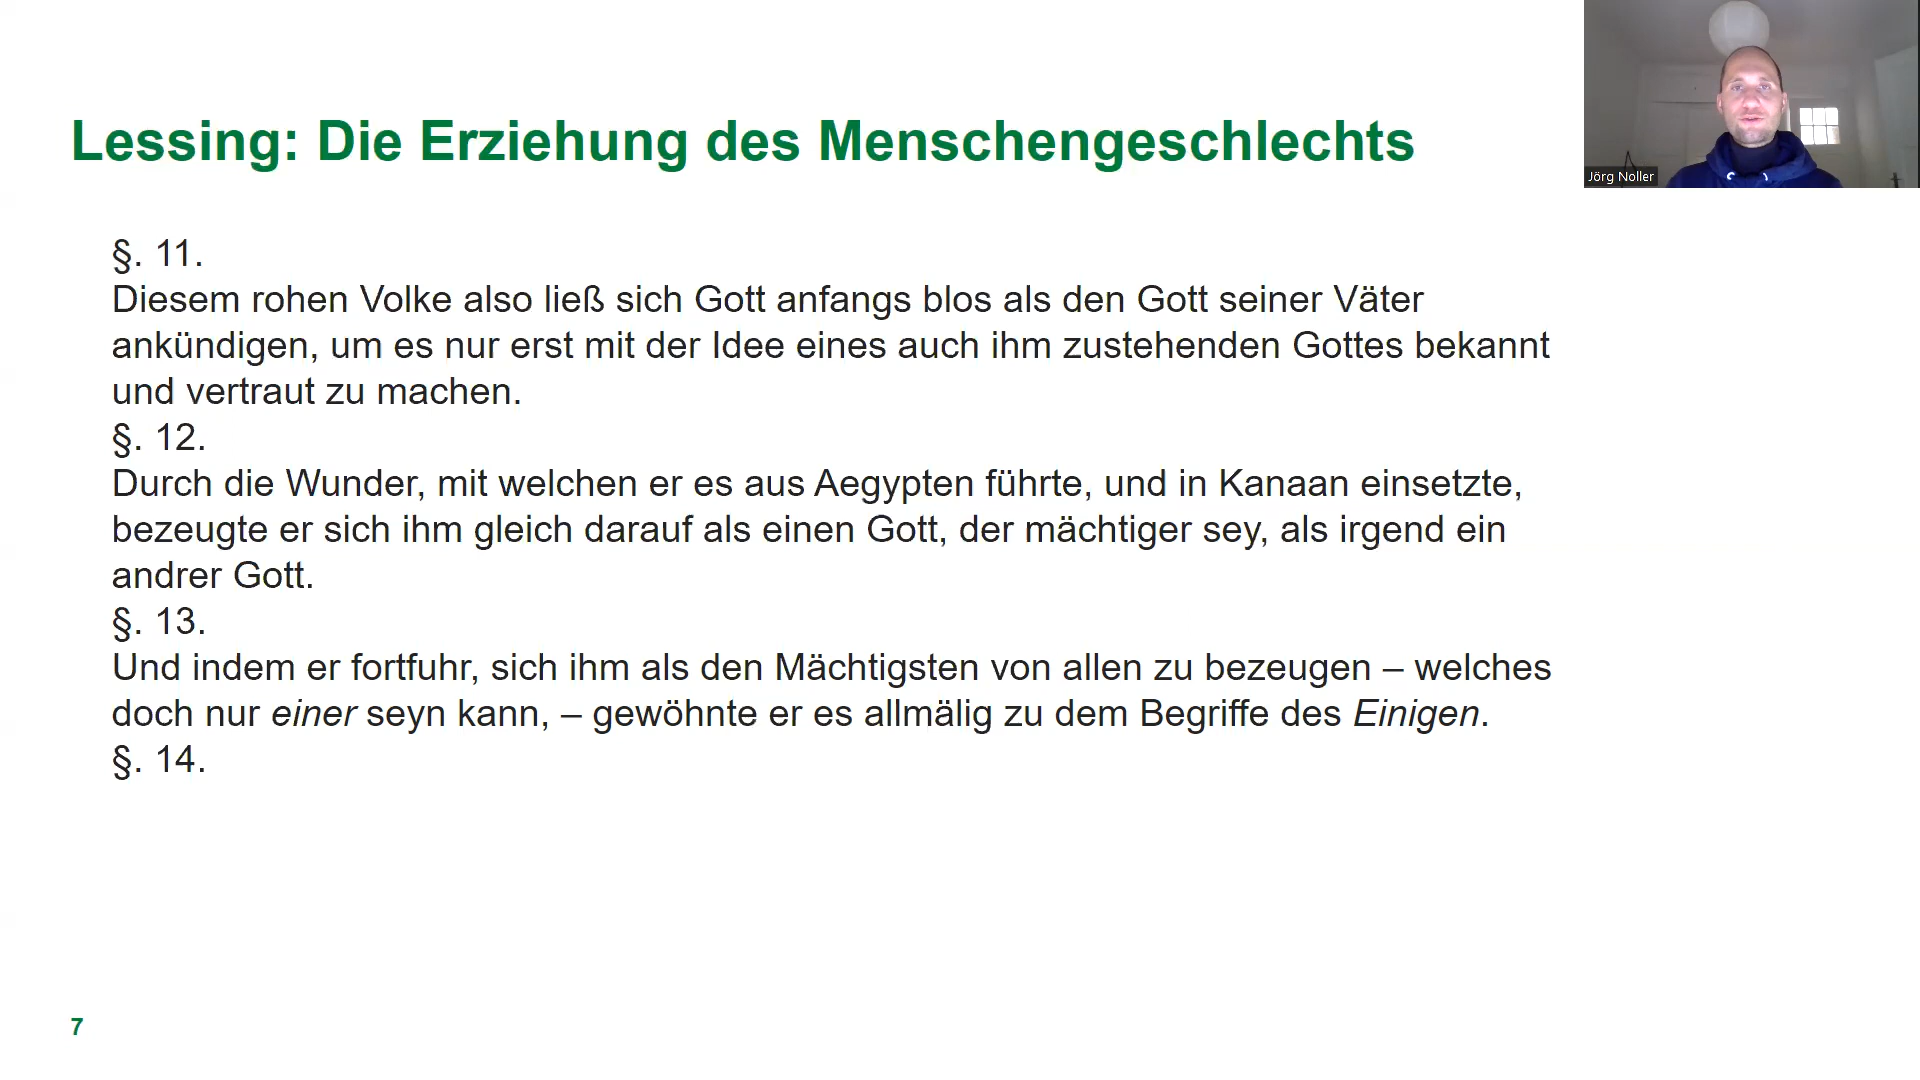 Lessing: Die Erziehung des Menschengeschlechts
Jörg Noller
§. 11.
Diesem rohen Volke also ließ sich Gott anfangs blos als den Gott seiner Väter
ankündigen, um es nur erst mit der Idee eines auch ihm zustehenden Gottes bekannt
und vertraut zu machen.
§. 12.
Durch die Wunder, mit welchen er es aus Aegypten führte, und in Kanaan einsetzte,
bezeugte er sich ihm gleich darauf als einen Gott, der mächtiger sey, als irgend ein
andrer Gott.
§. 13.
Und indem er fortfuhr, sich ihm als den Mächtigsten von allen zu bezeugen – welches
doch nur einer seyn kann, – gewöhnte er es allmälig zu dem Begriffe des Einigen.
§. 14.
7